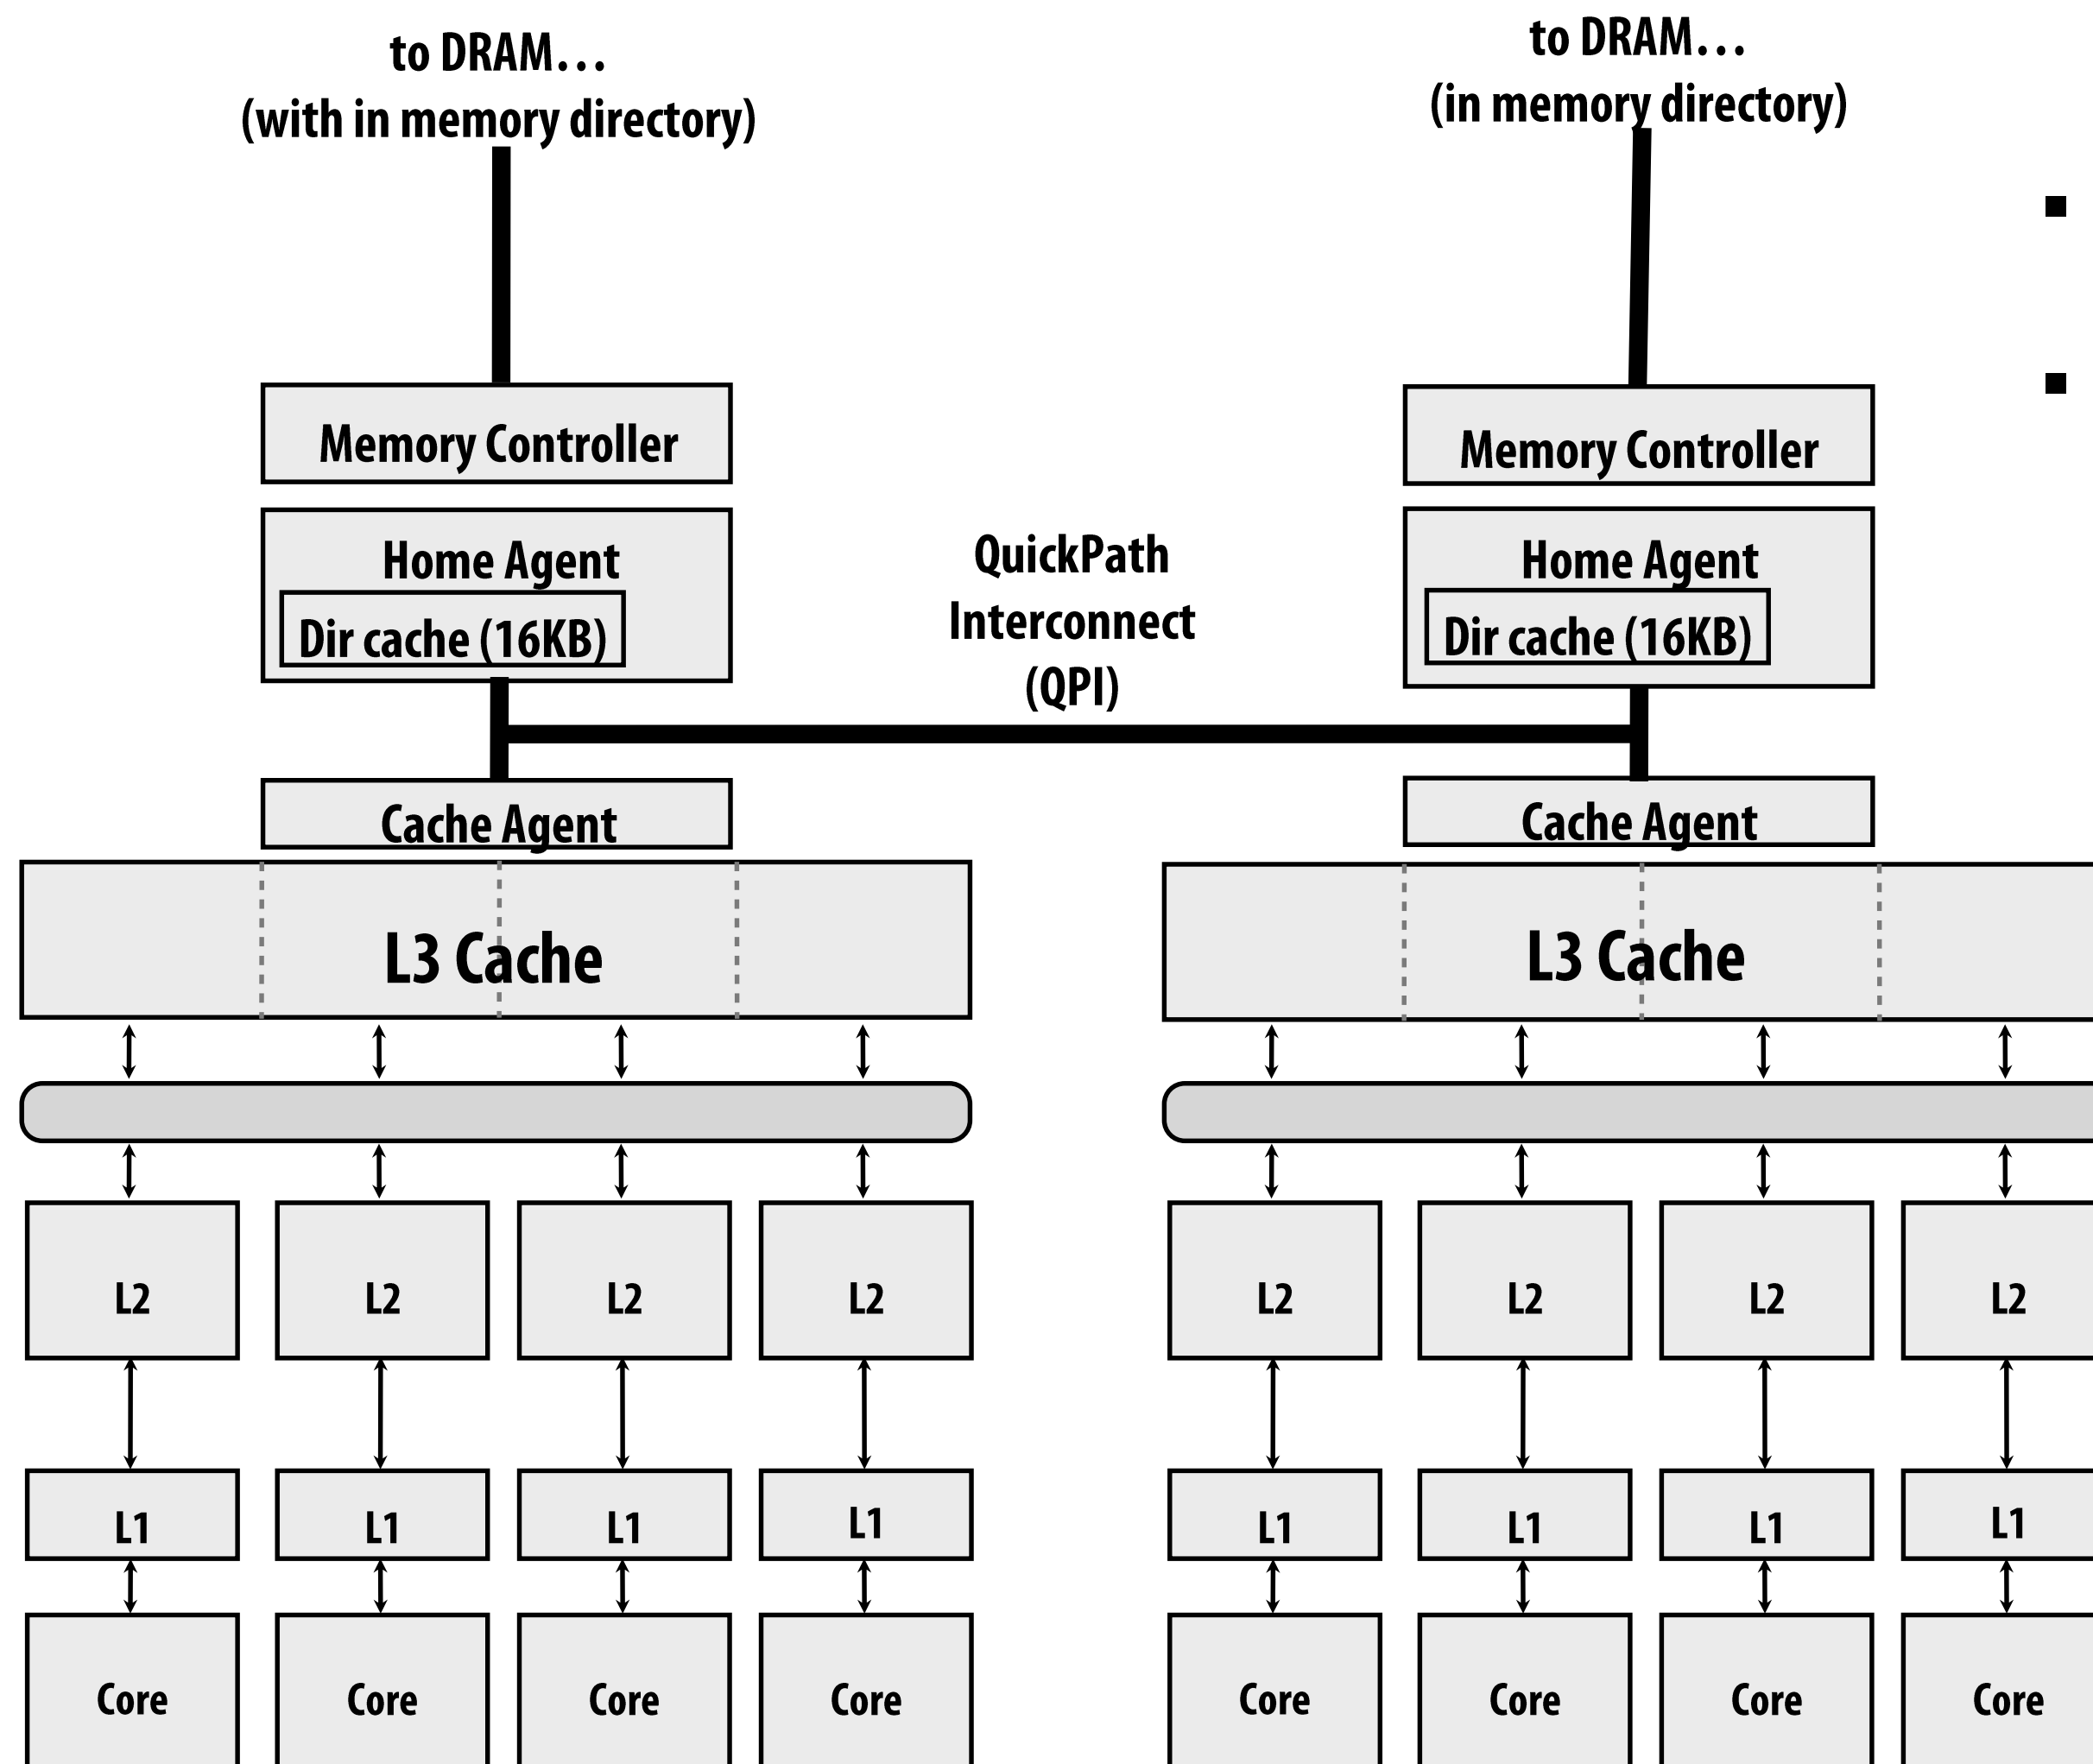 to DRAM…
(with in memory directory)
to DRAM…
(in memory directory)
Memory Controller
Memory Controller
Home Agent
Dir cache (16KB)
QuickPath
Interconnect
(QPI)
Home Agent
Dir cache (16KB)
Cache Agent
Cache Agent
L3 Cache
L3 Cache
L2
L2
L2
L2
L2
L2
L2
L2
L1
L1
L1
L1
L1
L1
L1
L1
Core
Core
Core
Core
Core
Core
Core
Core